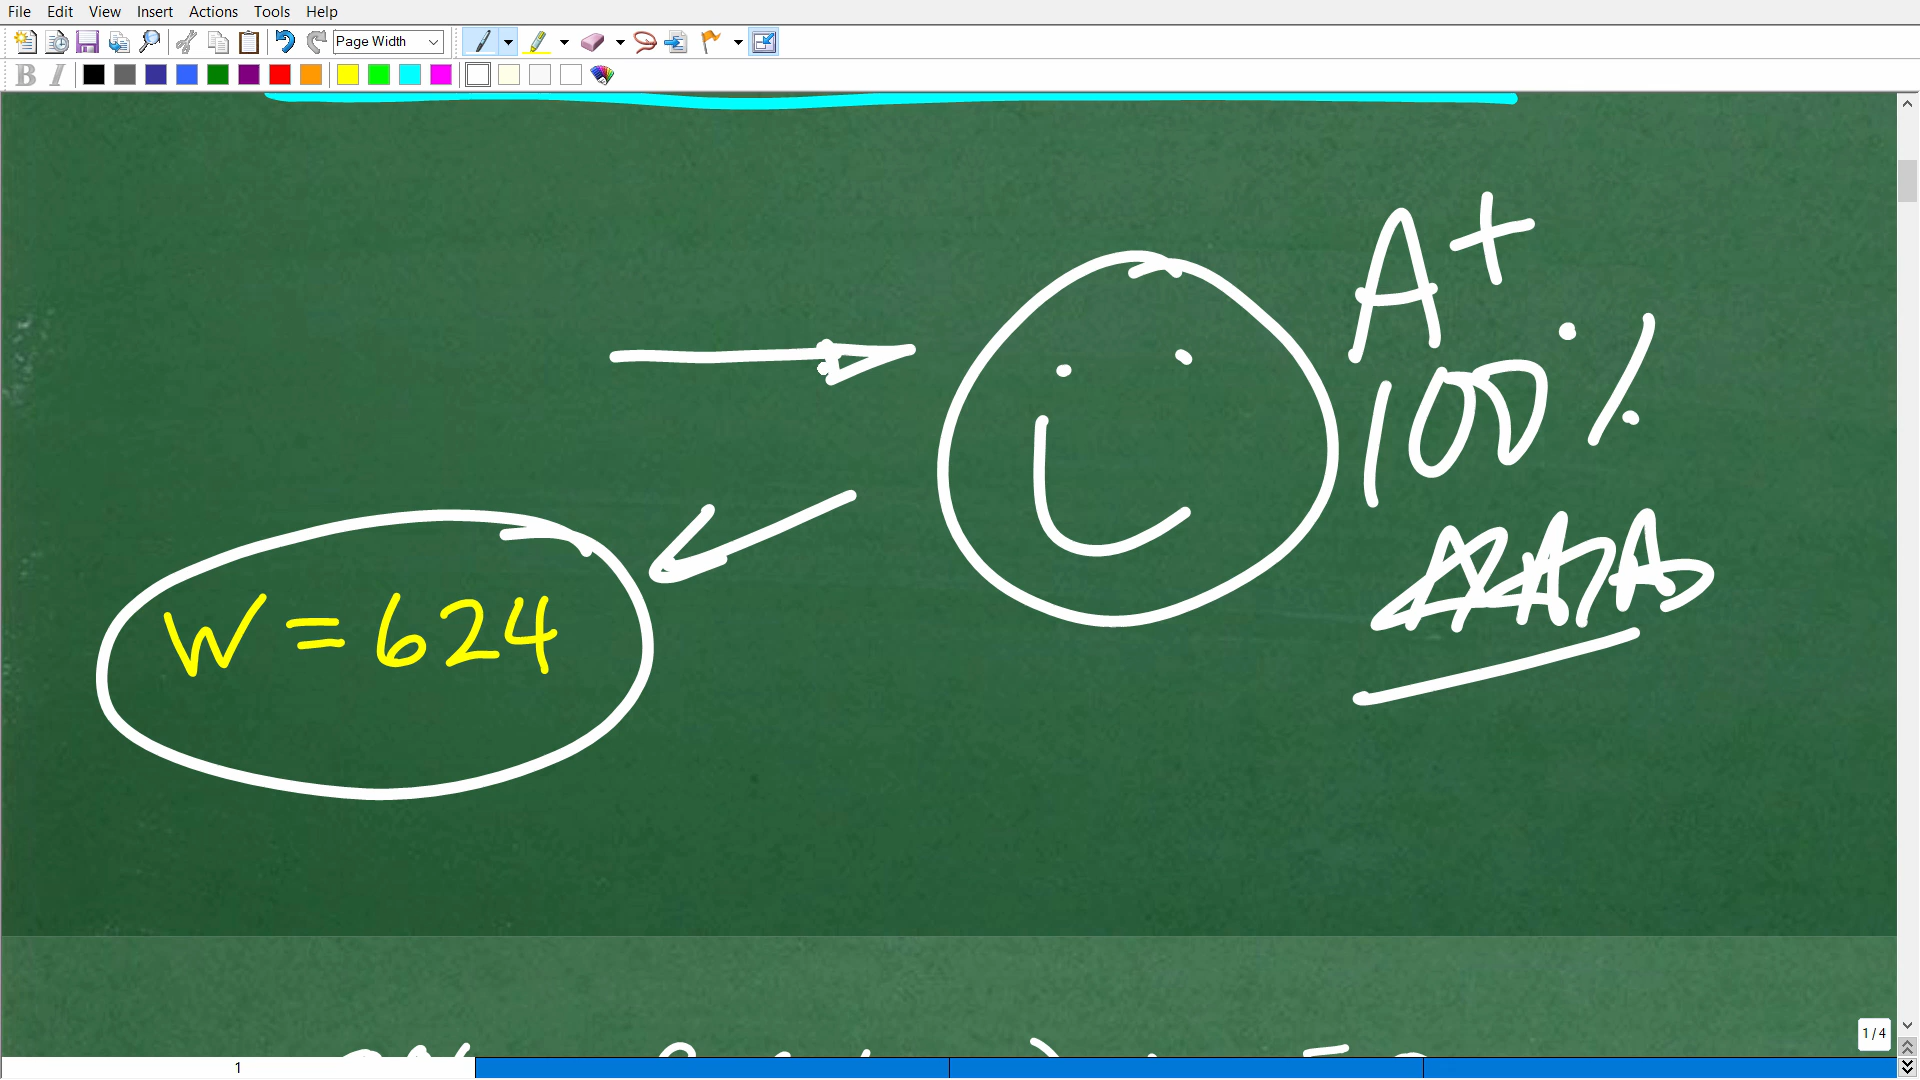 File Edit View Insert Actions Tools Help
Page Width
B I
A+
100%
W = 624
1 / 4
1